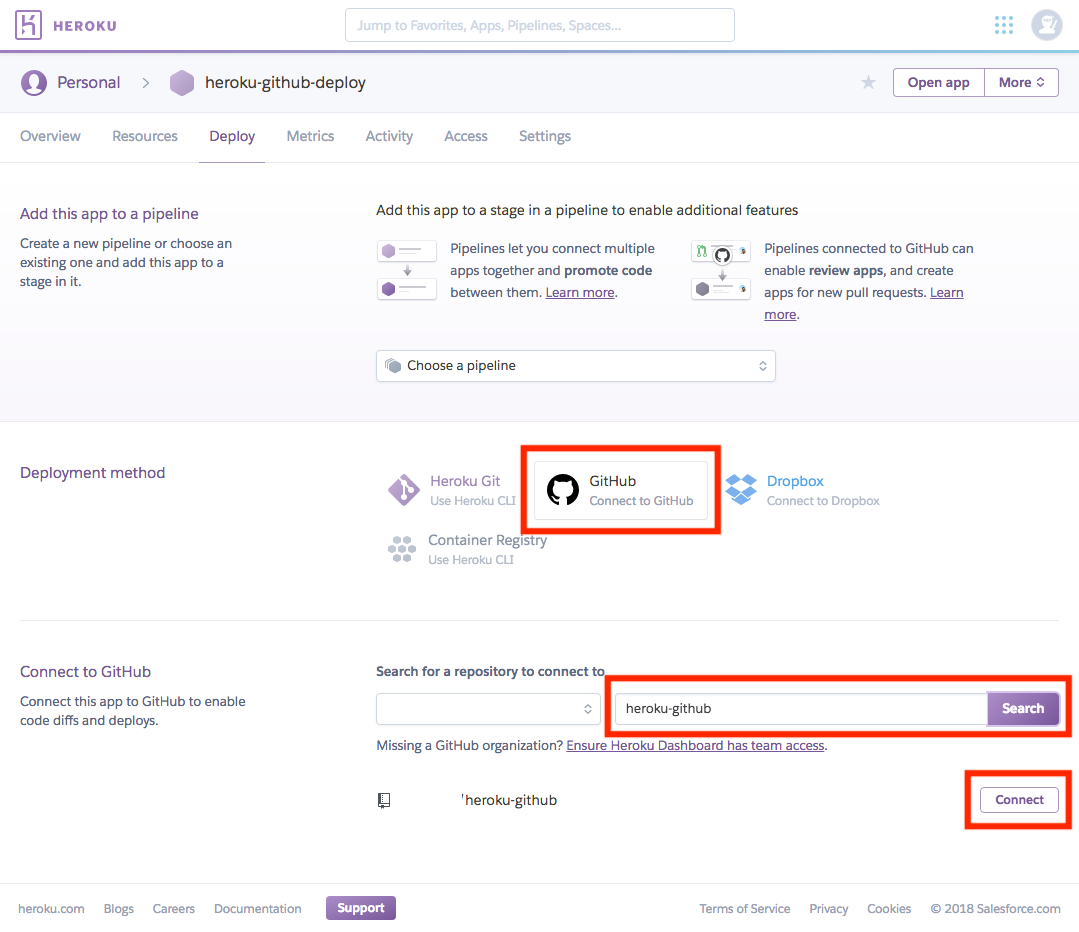 HEROKU
Jump to Favorites, Apps, Pipelines, Spaces...
Personal
heroku-github-deploy
Open app
More
Overview
Resources
Deploy
Metrics
Activity
Access
Settings
Add this app to a pipeline
Create a new pipeline or choose an
existing one and add this app to a
stage in it.
Add this app to a stage in a pipeline to enable additional features
Pipelines let you connect multiple
apps together and promote code
between them. Learn more.
Pipelines connected to GitHub can
enable review apps, and create
apps for new pull requests. Learn
more.
Choose a pipeline
Deployment method
Heroku Git
Use Heroku CLI
GitHub
Connect to GitHub
Dropbox
Connect to Dropbox
Container Registry
Use Heroku CLI
Connect to GitHub
Connect this app to GitHub to enable
code diffs and deploys.
Search for a repository to connect to
heroku-github
Search
Missing a GitHub organization? Ensure Heroku Dashboard has team access.
heroku-github
Connect
heroku.com
Blogs
Careers
Documentation
Support
Terms of Service
Privacy
Cookies
© 2018 Salesforce.com